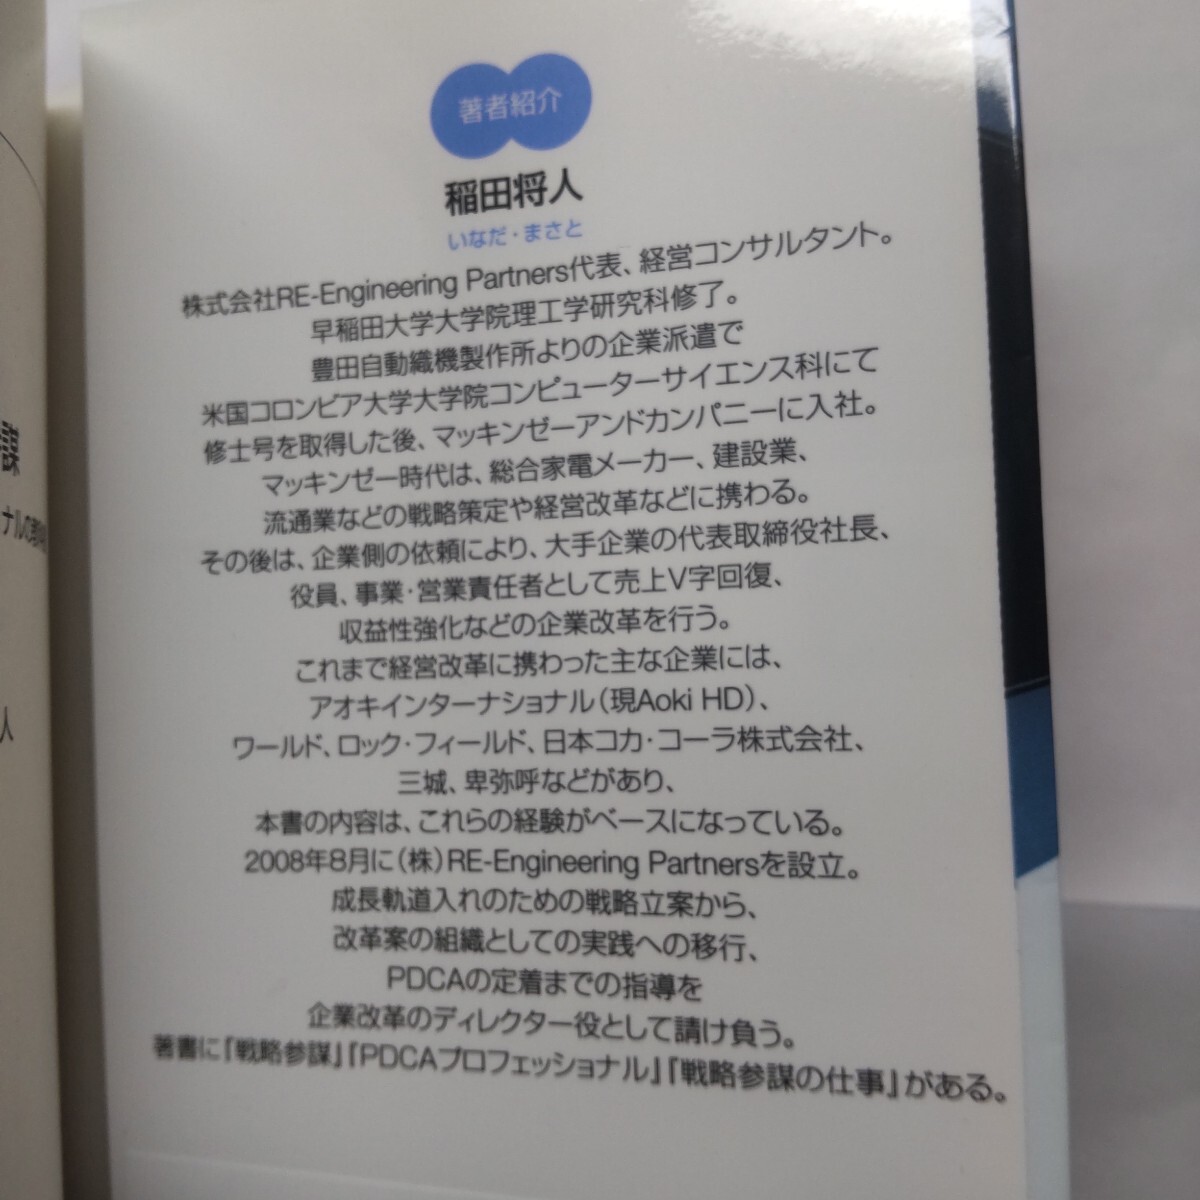 著者紹介
稲田将人
いなだ・まさと
株式会社RE-Engineering Partners代表、経営コンサルタント。
早稲田大学大学院理工学研究科修了。
豊田自動織機製作所よりの企業派遣で
米国コロンビア大学大学院コンピューターサイエンス科にて
修士号を取得した後、マッキンゼーアンドカンパニーに入社。
マッキンゼー時代は、総合家電メーカー、建設業、
流通業などの戦略策定や経営改革などに携わる。
その後は、企業側の依頼により、大手企業の代表取締役社長、
役員、事業・営業責任者として売上V字回復、
収益性強化などの企業改革を行う。
これまで経営改革に携わった主な企業には、
アオキインターナショナル（現Aoki HD）、
ワールド、ロック・フィールド、日本コカ・コーラ株式会社、
三城、卑弥呼などがあり、
本書の内容は、これらの経験がベースになっている。
2008年8月に（株）RE-Engineering Partnersを設立。
成長軌道入れのための戦略立案から、
改革案の組織としての実践への移行、
PDCAの定着までの指導を
企業改革のディレクター役として請け負う。
著書に『戦略参謀』『PDCAプロフェッショナル』『戦略参謀の仕事』がある。
謀
人